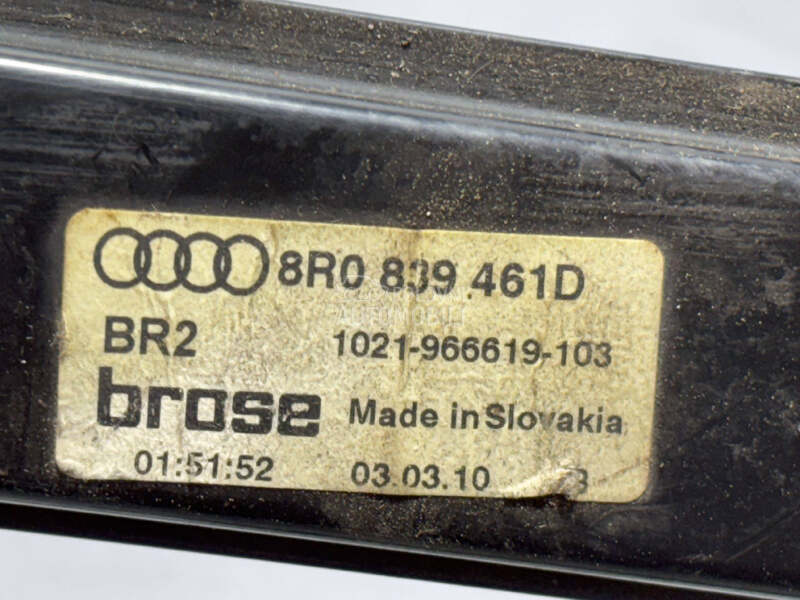 8R0 839 461D
BR2 1021-966619-103
brose Made in Slovakia
01:51:52 03.03.10